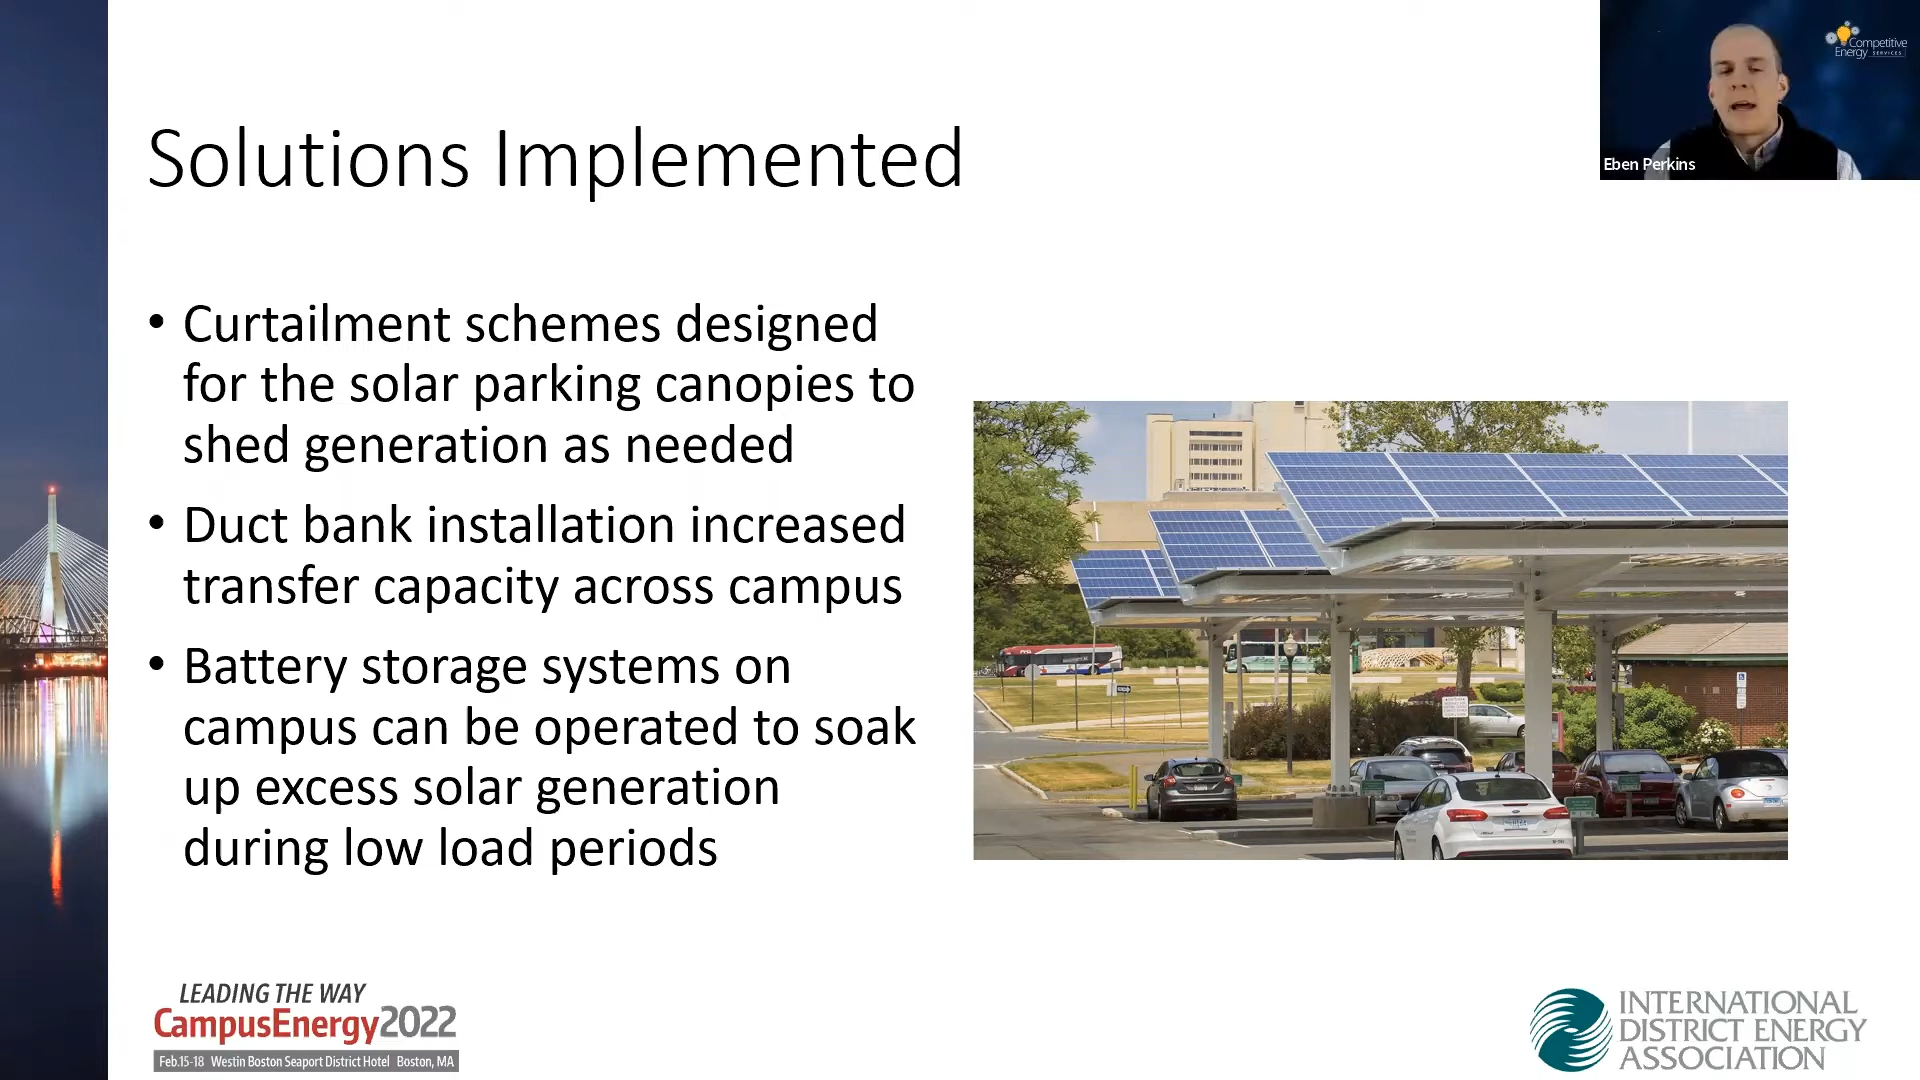 Solutions Implemented
Competitive
Energy SERVICES
Eben Perkins
• Curtailment schemes designed
for the solar parking canopies to
shed generation as needed
• Duct bank installation increased
transfer capacity across campus
• Battery storage systems on
campus can be operated to soak
up excess solar generation
during low load periods
LEADING THE WAY
CampusEnergy2022
Feb.15-18 Westin Boston Seaport District Hotel Boston, MA
INTERNATIONAL
DISTRICT ENERGY
ASSOCIATION